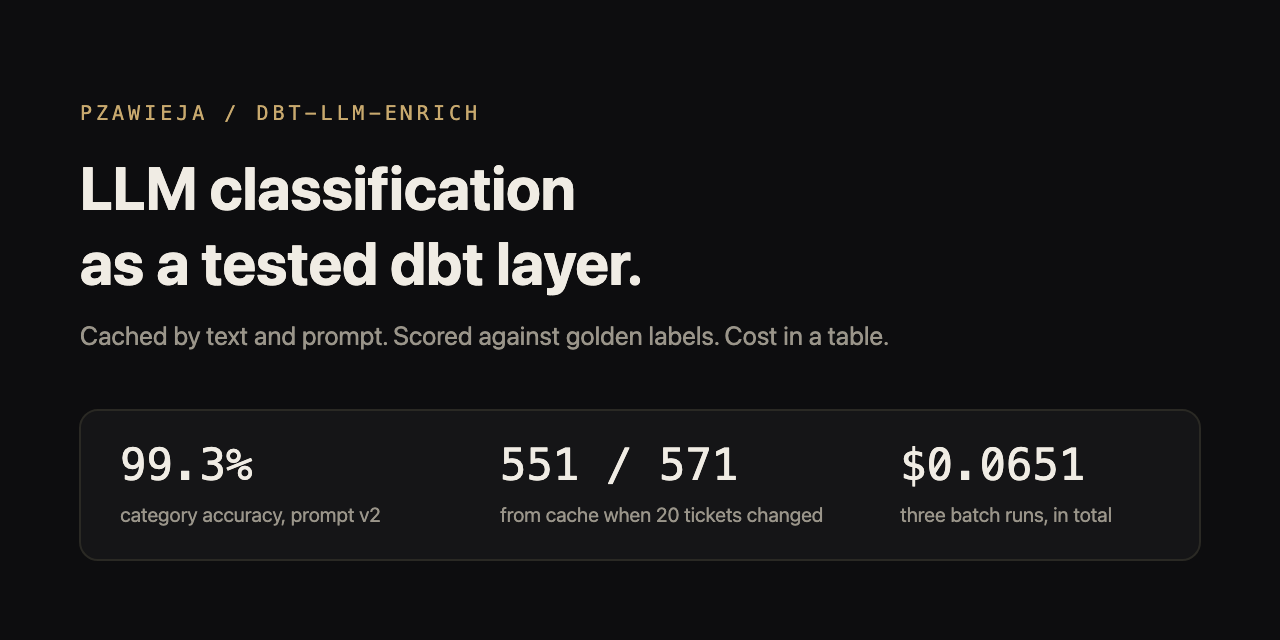 PZAWIEJA / DBT-LLM-ENRICH
LLM classification
as a tested dbt layer.
Cached by text and prompt. Scored against golden labels. Cost in a table.
99.3%
category accuracy, prompt v2
551 / 571
from cache when 20 tickets changed
$0.0651
three batch runs, in total